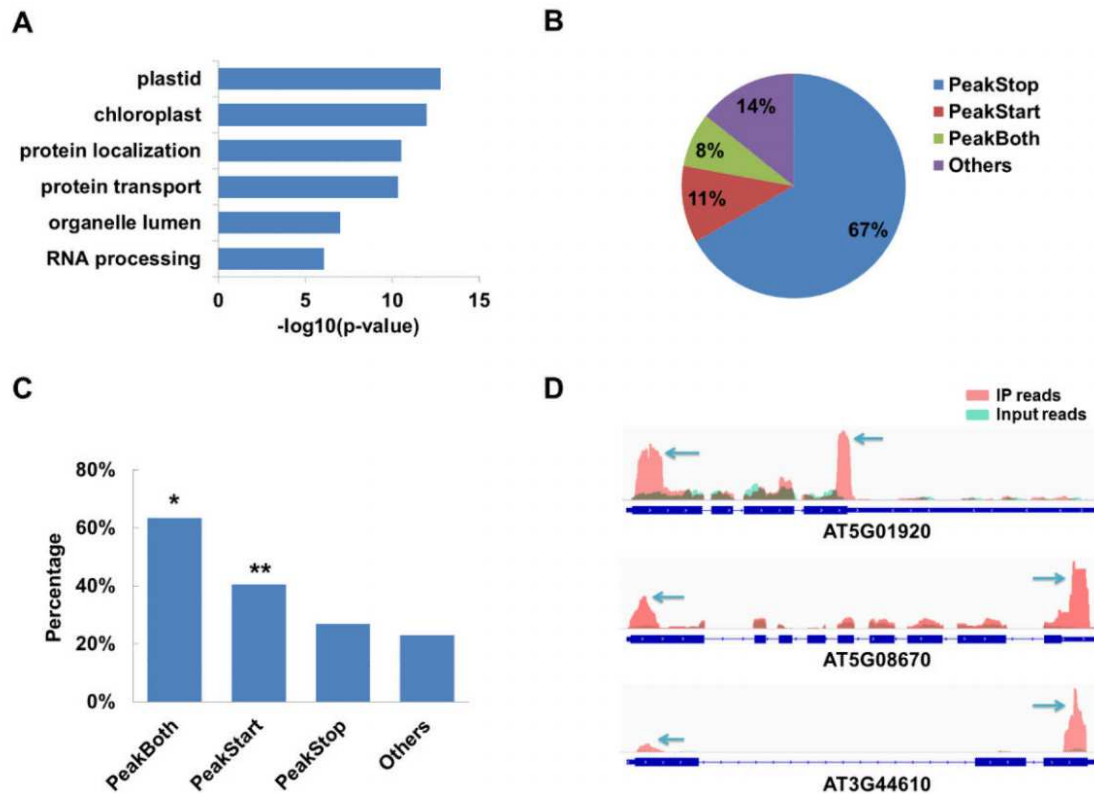 A
plastid
chloroplast
protein localization
protein transport
organelle lumen
RNA processing
0 5 10 15
-log10(p-value)
B
14%
8%
11%
67%
PeakStop
PeakStart
PeakBoth
Others
C
80%
60%
40%
20%
0%
Percentage
*
**
PeakBoth
PeakStart
PeakStop
Others
D
IP reads
Input reads
AT5G01920
AT5G08670
AT3G44610